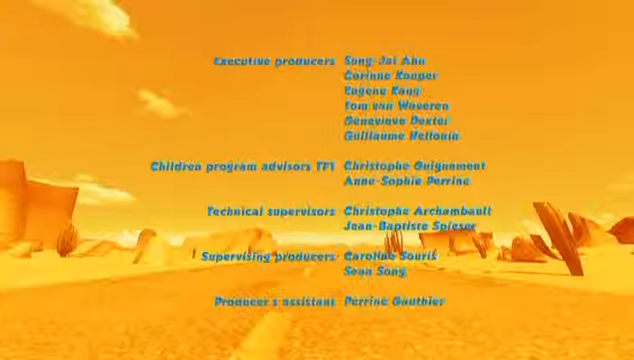 Executive producers Sung-Jai Ahn
Corinne Kouper
Eugene Kang
Tom van Waveren
Genevieve Dexter
Guillaume Hellouin
Children program advisors TF1 Christophe Guignement
Anne-Sophie Perrine
Technical supervisors Christophe Archambault
Jean-Baptiste Spieser
Supervising producers Caroline Souris
Sean Song
Producer's assistant Perrine Gauthier